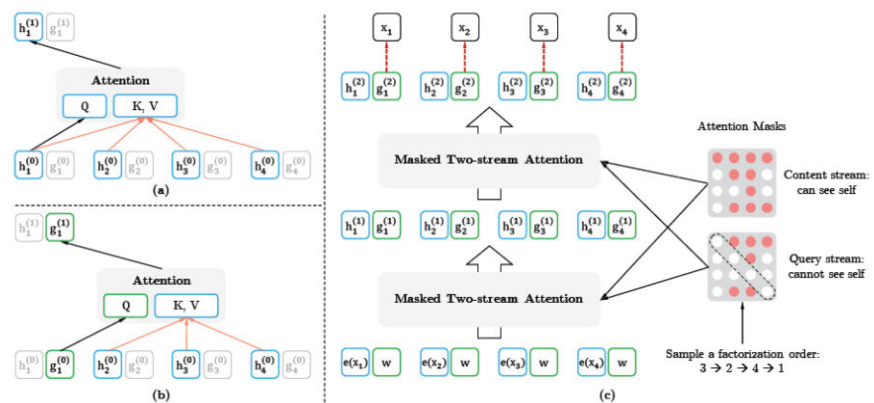 h₁⁽¹⁾ g₁⁽¹⁾
Attention
Q K, V
h₁⁽⁰⁾ g₁⁽⁰⁾ h₂⁽⁰⁾ g₂⁽⁰⁾ h₃⁽⁰⁾ g₃⁽⁰⁾ h₄⁽⁰⁾ g₄⁽⁰⁾
(a)
h₁⁽¹⁾ g₁⁽¹⁾
Attention
Q K, V
h₁⁽⁰⁾ g₁⁽⁰⁾ h₂⁽⁰⁾ g₂⁽⁰⁾ h₃⁽⁰⁾ g₃⁽⁰⁾ h₄⁽⁰⁾ g₄⁽⁰⁾
(b)
x₁ x₂ x₃ x₄
h₁⁽²⁾ g₁⁽²⁾ h₂⁽²⁾ g₂⁽²⁾ h₃⁽²⁾ g₃⁽²⁾ h₄⁽²⁾ g₄⁽²⁾
Masked Two-stream Attention
h₁⁽¹⁾ g₁⁽¹⁾ h₂⁽¹⁾ g₂⁽¹⁾ h₃⁽¹⁾ g₃⁽¹⁾ h₄⁽¹⁾ g₄⁽¹⁾
Masked Two-stream Attention
e(x₁) w e(x₂) w e(x₃) w e(x₄) w
Attention Masks
Content stream:
can see self
Query stream:
cannot see self
Sample a factorization order:
3 → 2 → 4 → 1
(c)